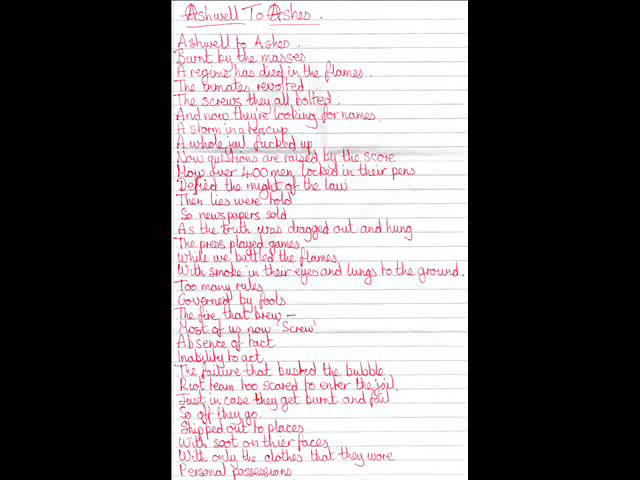 Ashwell To Ashes.
Ashwell to Ashes.
Burnt by the masses
A regime has died in the flames.
The inmates revolted
The screws they all bolted.
And now they're looking for names.
A storm in a teacup
A whole jail fucked up
Now questions are raised by the score
How over 400 men, locked in their pens
Defied the might of the law
Then lies were told
So newspapers sold
As the truth was dragged out and hung
The press played games
While we battled the flames
With smoke in their eyes and lungs to the ground.
Too many rules
Governed by fools
The fire that brew –
Most of us now 'Screw'
Absence of tact
Inability to act
The failure that busted the bubble
Riot team too scared to enter the jail.
Just in case they get burnt and fail
So off they go.
Shipped out to places
With soot on thier faces
With only the clothes that they wore
Personal possessions